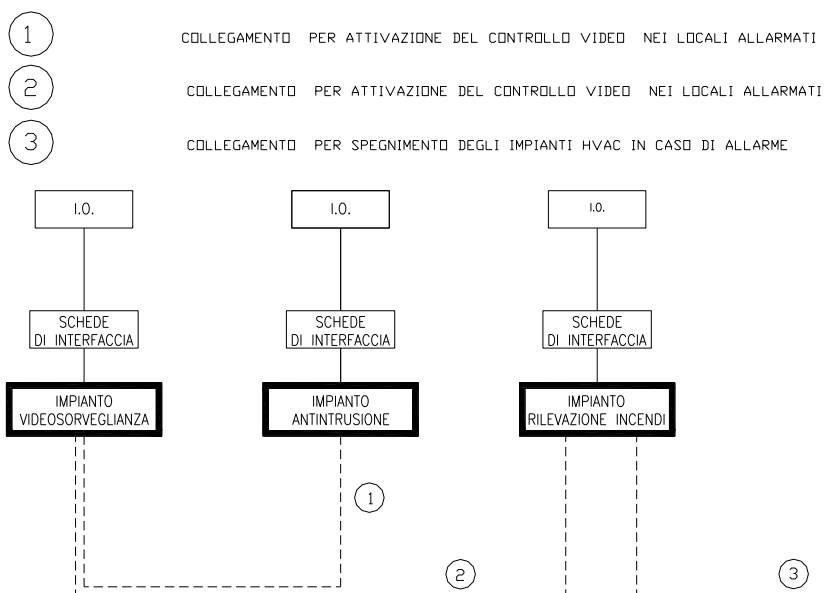 1 COLLEGAMENTO PER ATTIVAZIONE DEL CONTROLLO VIDEO NEI LOCALI ALLARMATI
2 COLLEGAMENTO PER ATTIVAZIONE DEL CONTROLLO VIDEO NEI LOCALI ALLARMATI
3 COLLEGAMENTO PER SPEGNIMENTO DEGLI IMPIANTI HVAC IN CASO DI ALLARME
I.O.
I.O.
I.O.
SCHEDE
DI INTERFACCIA
SCHEDE
DI INTERFACCIA
SCHEDE
DI INTERFACCIA
IMPIANTO
VIDEOSORVEGLIANZA
IMPIANTO
ANTINTRUSIONE
IMPIANTO
RILEVAZIONE INCENDI
1
2
3